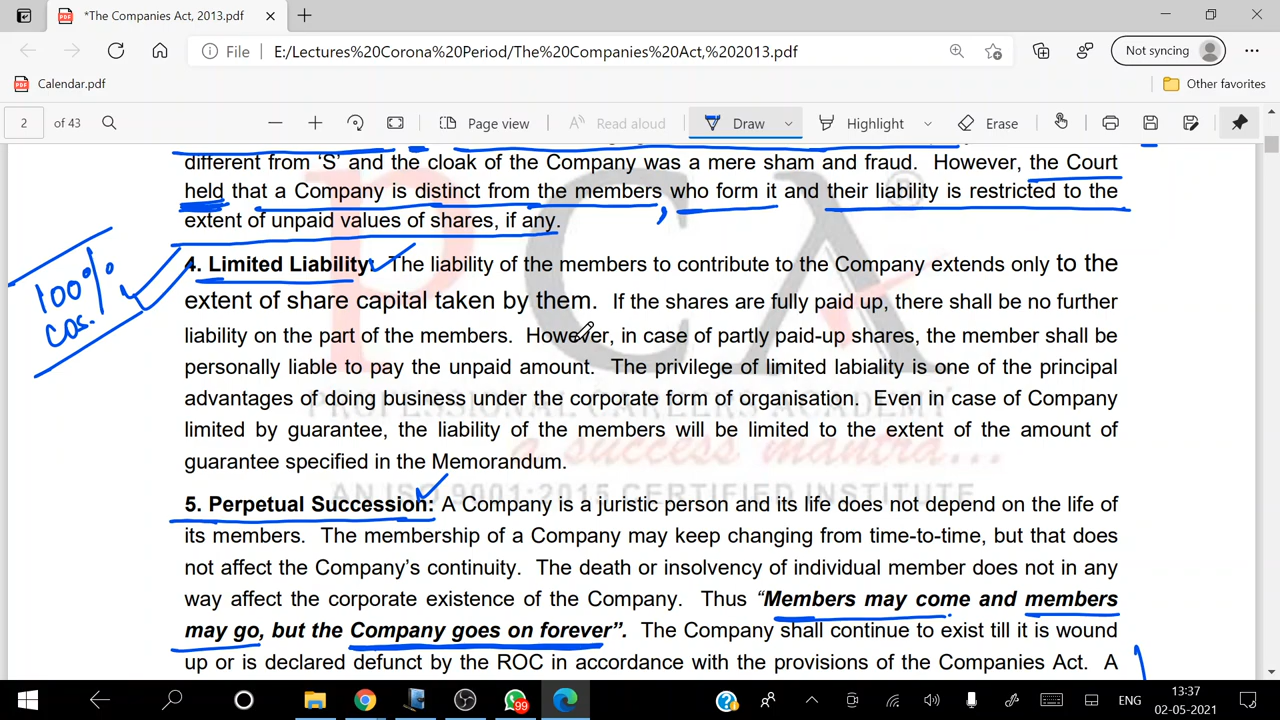 *The Companies Act, 2013.pdf
File E:/Lectures%20Corona%20Period/The%20Companies%20Act,%202013.pdf
Not syncing
Calendar.pdf
Other favorites
2 of 43
Page view
Read aloud
Draw
Highlight
Erase
different from ‘S’ and the cloak of the Company was a mere sham and fraud. However, the Court
held that a Company is distinct from the members who form it and their liability is restricted to the
extent of unpaid values of shares, if any.
100%
cos.
4. Limited Liability: The liability of the members to contribute to the Company extends only to the
extent of share capital taken by them. If the shares are fully paid up, there shall be no further
liability on the part of the members. However, in case of partly paid-up shares, the member shall be
personally liable to pay the unpaid amount. The privilege of limited labiality is one of the principal
advantages of doing business under the corporate form of organisation. Even in case of Company
limited by guarantee, the liability of the members will be limited to the extent of the amount of
guarantee specified in the Memorandum.
5. Perpetual Succession: A Company is a juristic person and its life does not depend on the life of
its members. The membership of a Company may keep changing from time-to-time, but that does
not affect the Company’s continuity. The death or insolvency of individual member does not in any
way affect the corporate existence of the Company. Thus “Members may come and members
may go, but the Company goes on forever”. The Company shall continue to exist till it is wound
up or is declared defunct by the ROC in accordance with the provisions of the Companies Act. A
PCA
PROFESSIONAL CAREERS ACADEMY
a success mantra...
AN ISO 9001:2015 CERTIFIED INSTITUTE
99
ENG
13:37
02-05-2021